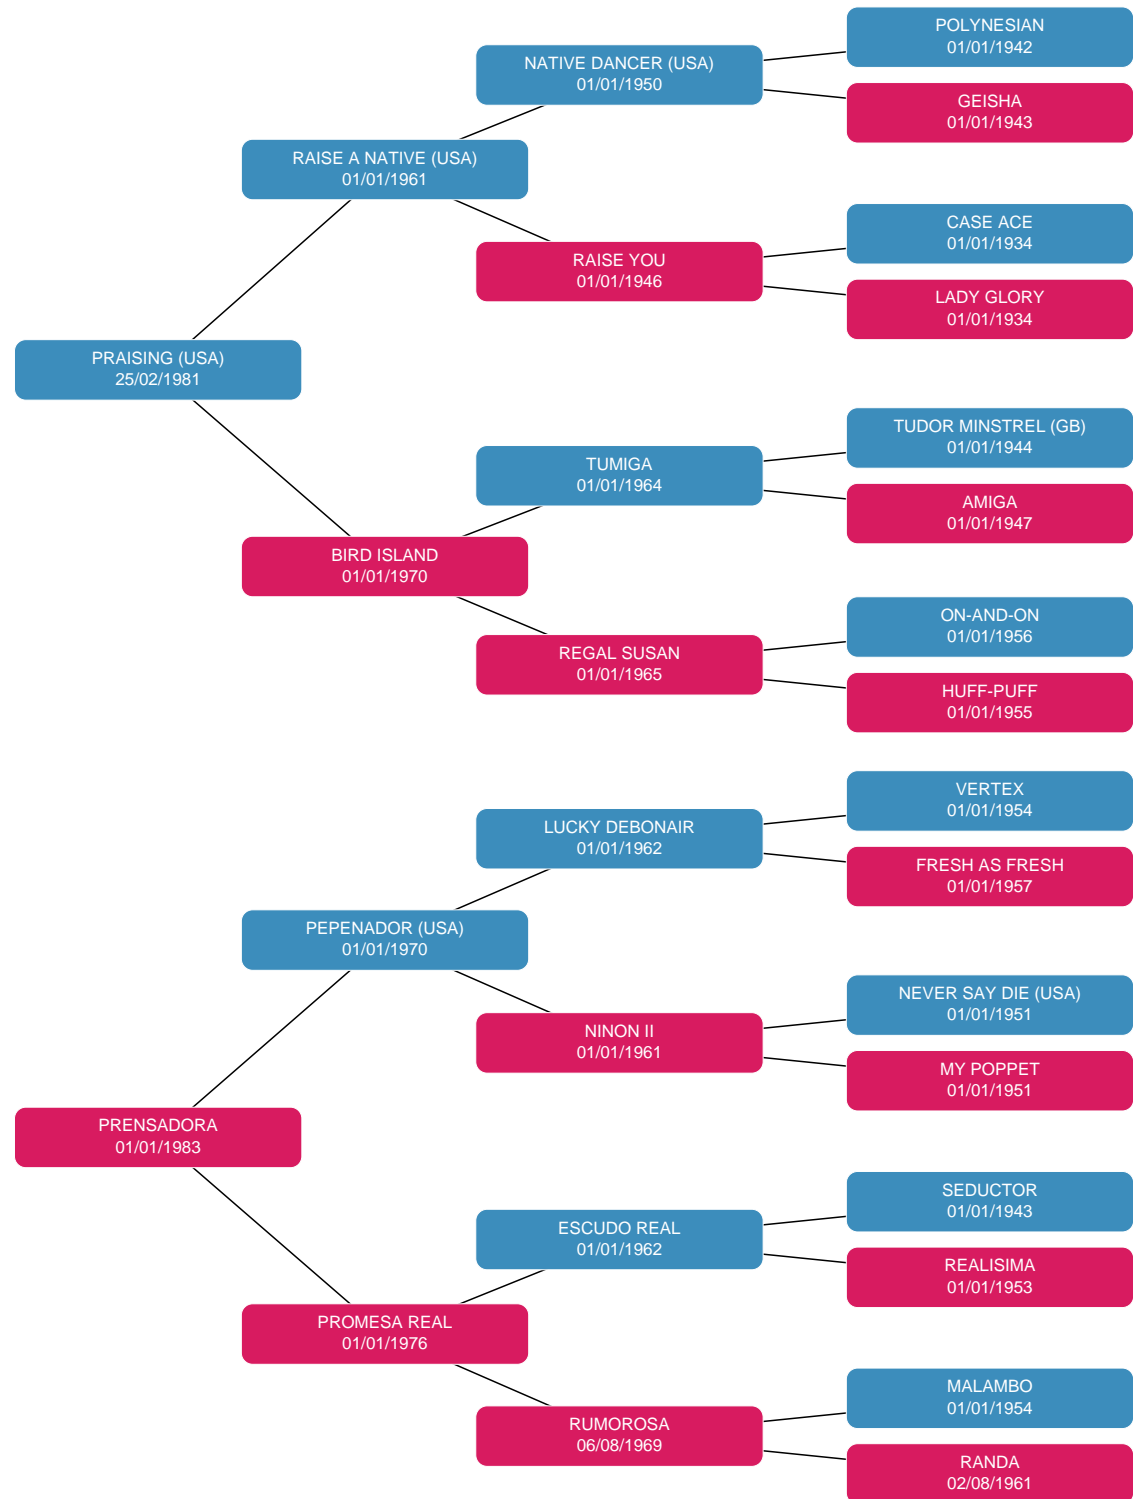 POLYNESIAN
01/01/1942
NATIVE DANCER (USA)
01/01/1950
GEISHA
01/01/1943
RAISE A NATIVE (USA)
01/01/1961
CASE ACE
01/01/1934
RAISE YOU
01/01/1946
LADY GLORY
01/01/1934
PRAISING (USA)
25/02/1981
TUDOR MINSTREL (GB)
01/01/1944
TUMIGA
01/01/1964
AMIGA
01/01/1947
BIRD ISLAND
01/01/1970
ON-AND-ON
01/01/1956
REGAL SUSAN
01/01/1965
HUFF-PUFF
01/01/1955
VERTEX
01/01/1954
LUCKY DEBONAIR
01/01/1962
FRESH AS FRESH
01/01/1957
PEPENADOR (USA)
01/01/1970
NEVER SAY DIE (USA)
01/01/1951
NINON II
01/01/1961
MY POPPET
01/01/1951
PRENSADORA
01/01/1983
SEDUCTOR
01/01/1943
ESCUDO REAL
01/01/1962
REALISIMA
01/01/1953
PROMESA REAL
01/01/1976
MALAMBO
01/01/1954
RUMOROSA
06/08/1969
RANDA
02/08/1961